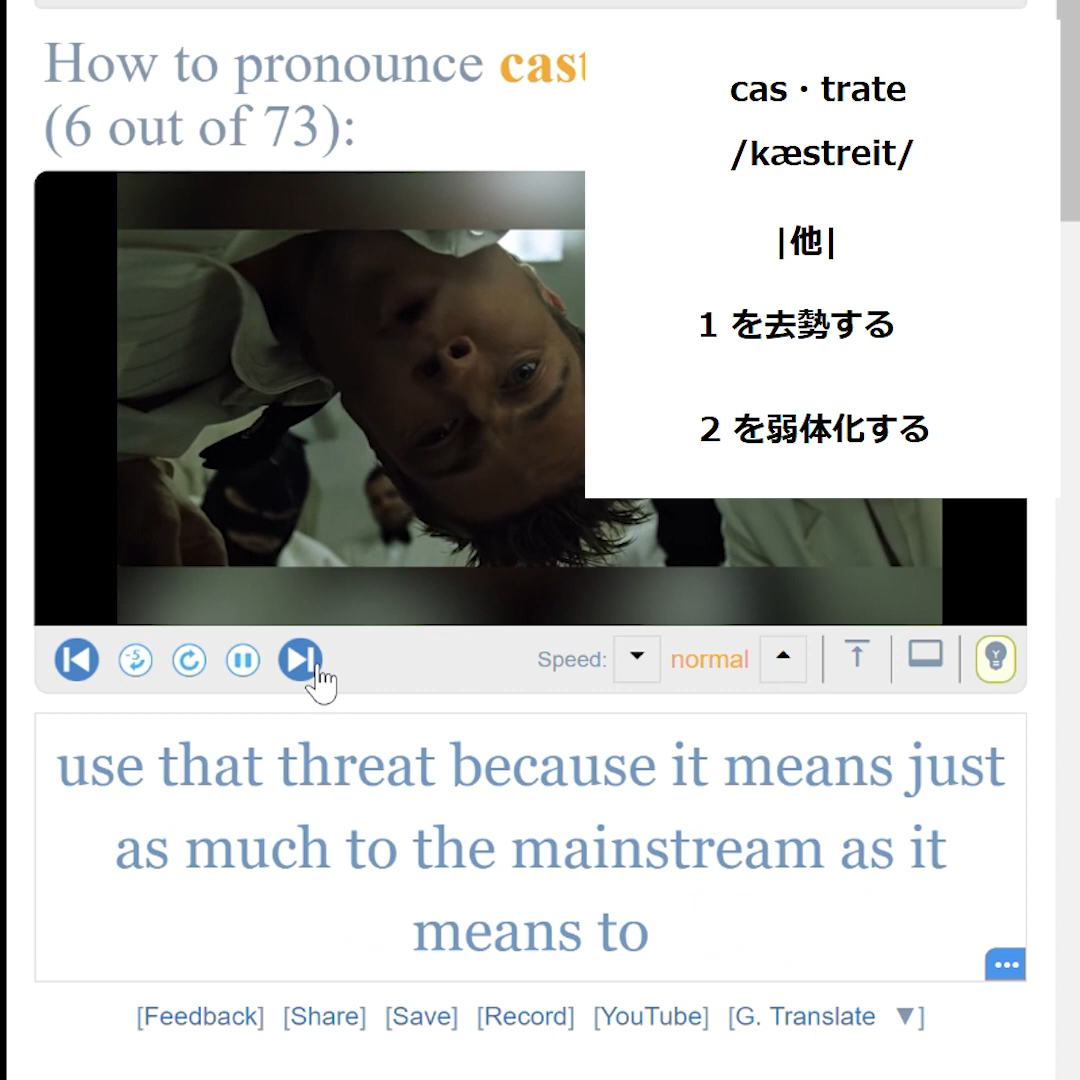 How to pronounce cast
(6 out of 73):
cas・trate
/kæstreit/
|他|
1 を去勢する
2 を弱体化する
-5
Speed:
normal
use that threat because it means just
as much to the mainstream as it
means to
[Feedback] [Share] [Save] [Record] [YouTube] [G. Translate ▼]